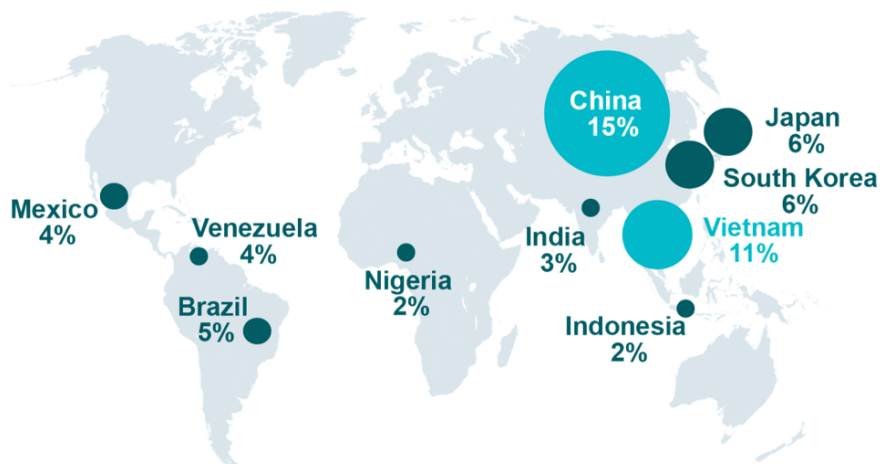 China
15%
Japan
6%
South Korea
6%
Mexico
4%
Venezuela
4%
Vietnam
11%
India
3%
Nigeria
2%
Brazil
5%
Indonesia
2%